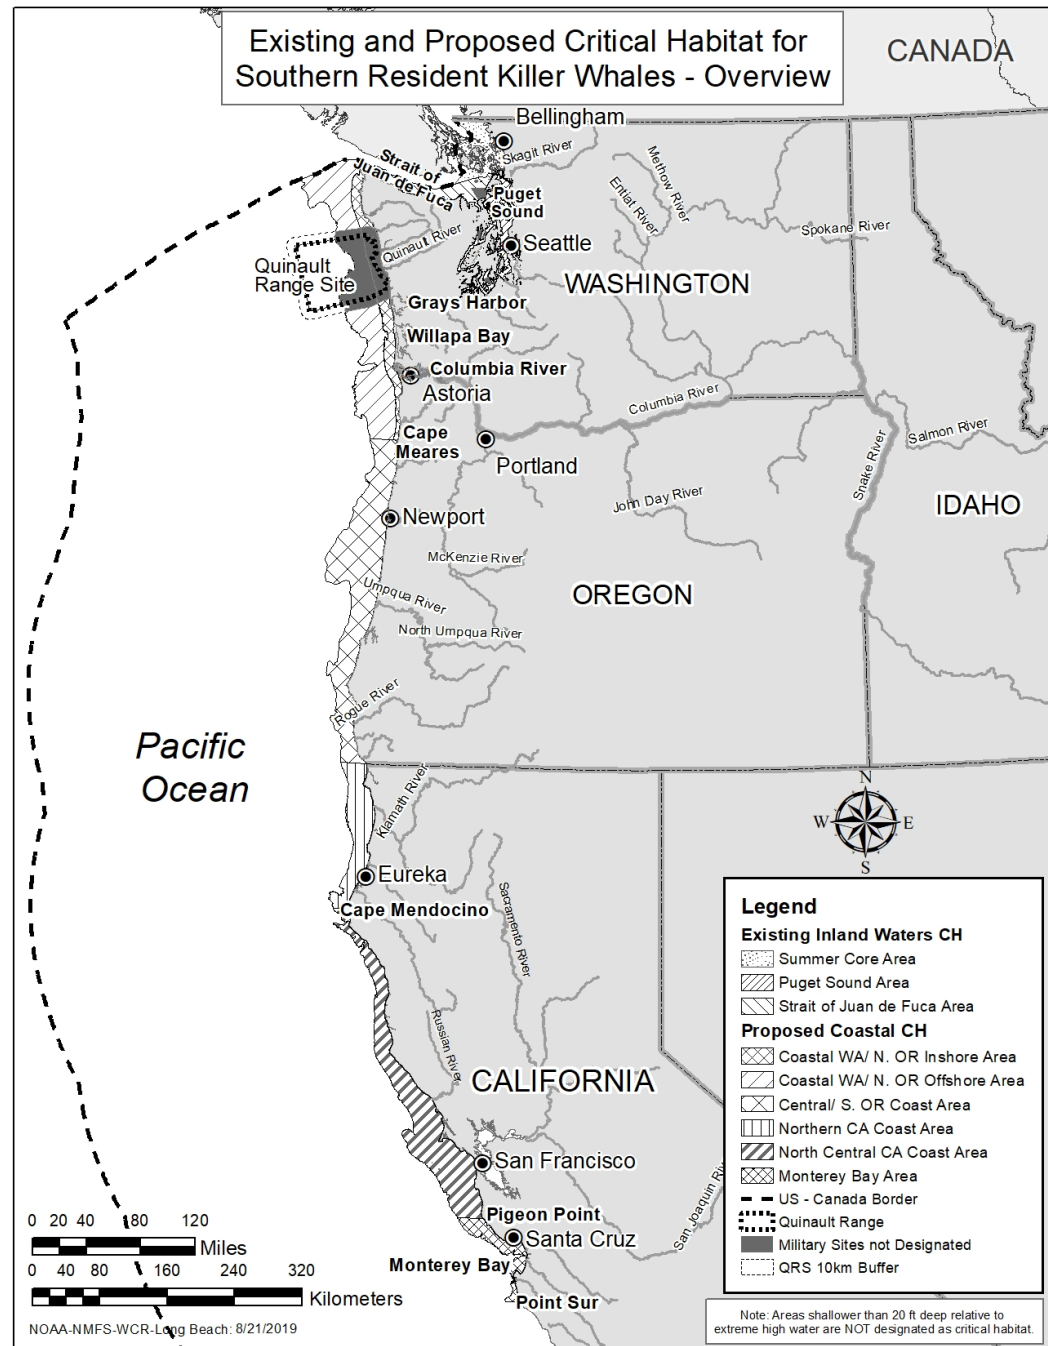 Existing and Proposed Critical Habitat for
Southern Resident Killer Whales - Overview
CANADA
Bellingham
Skagit River
Strait of
Juan de Fuca
Methow River
Entiat River
Puget
Sound
Spokane River
Quinault River
Seattle
Quinault
Range Site
WASHINGTON
Grays Harbor
Willapa Bay
Columbia River
Astoria
Columbia River
Cape
Meares
Portland
Salmon River
Snake River
John Day River
IDAHO
Newport
McKenzie River
Umpqua River
OREGON
North Umpqua River
Rogue River
Pacific
Ocean
Klamath River
N
W
E
S
Eureka
Cape Mendocino
Sacramento River
Russian River
CALIFORNIA
San Francisco
San Joaquin Riv
Pigeon Point
Santa Cruz
Monterey Bay
Point Sur
Legend
Existing Inland Waters CH
Summer Core Area
Puget Sound Area
Strait of Juan de Fuca Area
Proposed Coastal CH
Coastal WA/ N. OR Inshore Area
Coastal WA/ N. OR Offshore Area
Central/ S. OR Coast Area
Northern CA Coast Area
North Central CA Coast Area
Monterey Bay Area
US - Canada Border
Quinault Range
Military Sites not Designated
QRS 10km Buffer
0 20 40 80 120
Miles
0 40 80 160 240 320
Kilometers
NOAA-NMFS-WCR-Long Beach: 8/21/2019
Note: Areas shallower than 20 ft deep relative to
extreme high water are NOT designated as critical habitat.